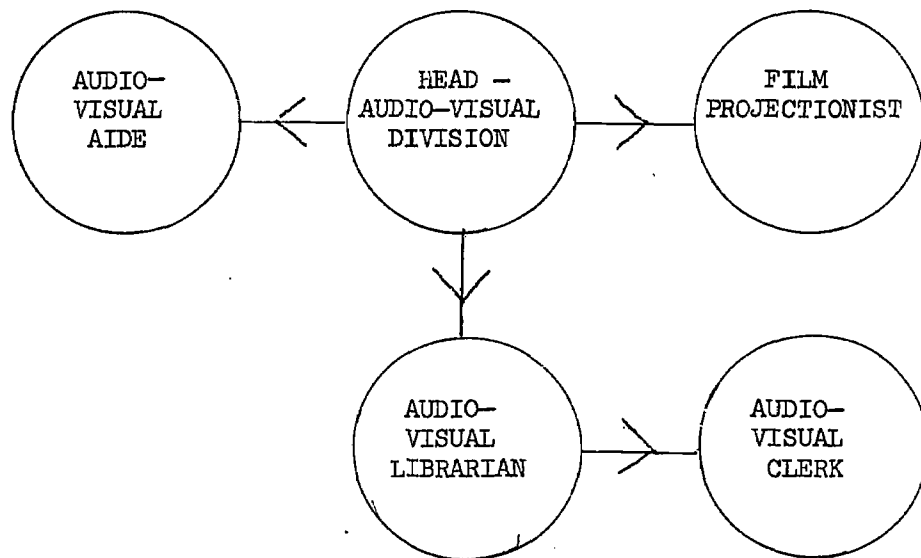 AUDIO-
VISUAL
AIDE
HEAD -
AUDIO-VISUAL
DIVISION
FILM
PROJECTIONIST
AUDIO-
VISUAL
LIBRARIAN
AUDIO-
VISUAL
CLERK